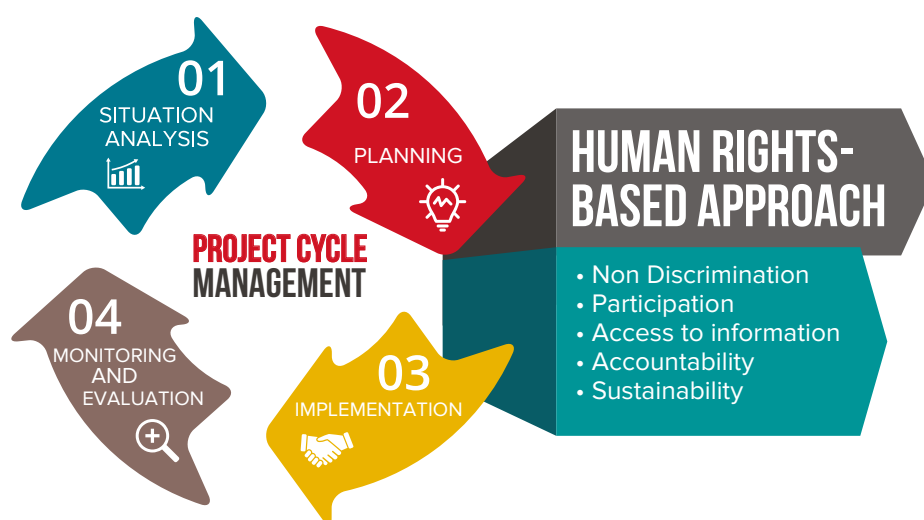 01
SITUATION
ANALYSIS
02
PLANNING
PROJECT CYCLE
MANAGEMENT
03
IMPLEMENTATION
04
MONITORING
AND
EVALUATION
HUMAN RIGHTS-
BASED APPROACH
• Non Discrimination
• Participation
• Access to information
• Accountability
• Sustainability